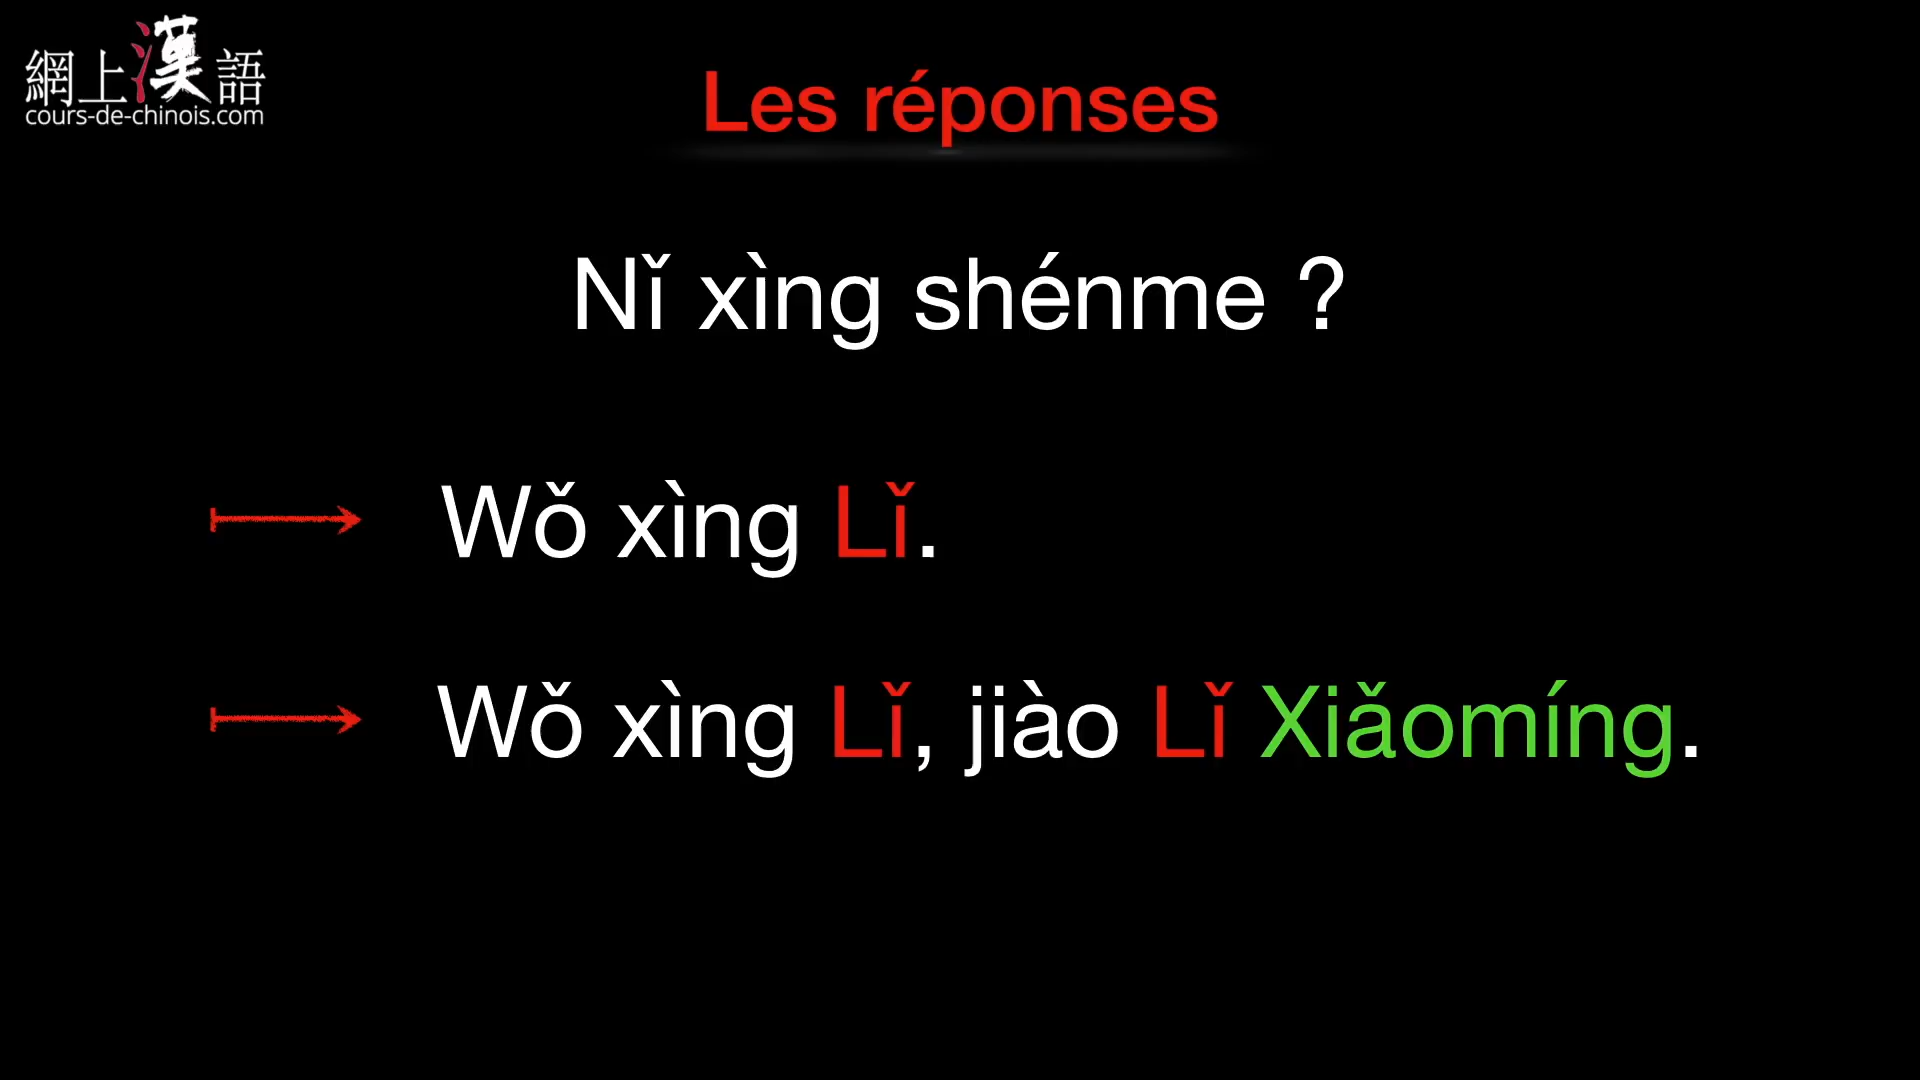 網上漢語
cours-de-chinois.com
Les réponses
Nǐ xìng shénme ?
Wǒ xìng Lǐ.
Wǒ xìng Lǐ, jiào Lǐ Xiǎomíng.